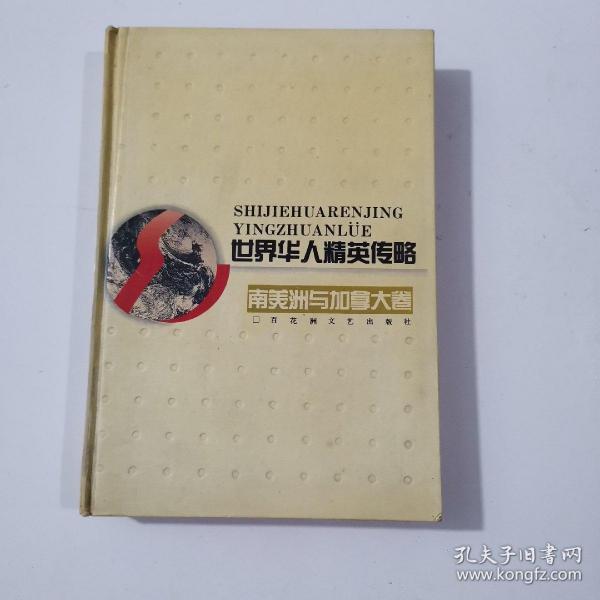 SHIJIEHUARENJING
YINGZHUANLÜE
世界华人精英传略
南美洲与加拿大卷
□百花洲文艺出版社
孔夫子旧书网
www.kongfz.com